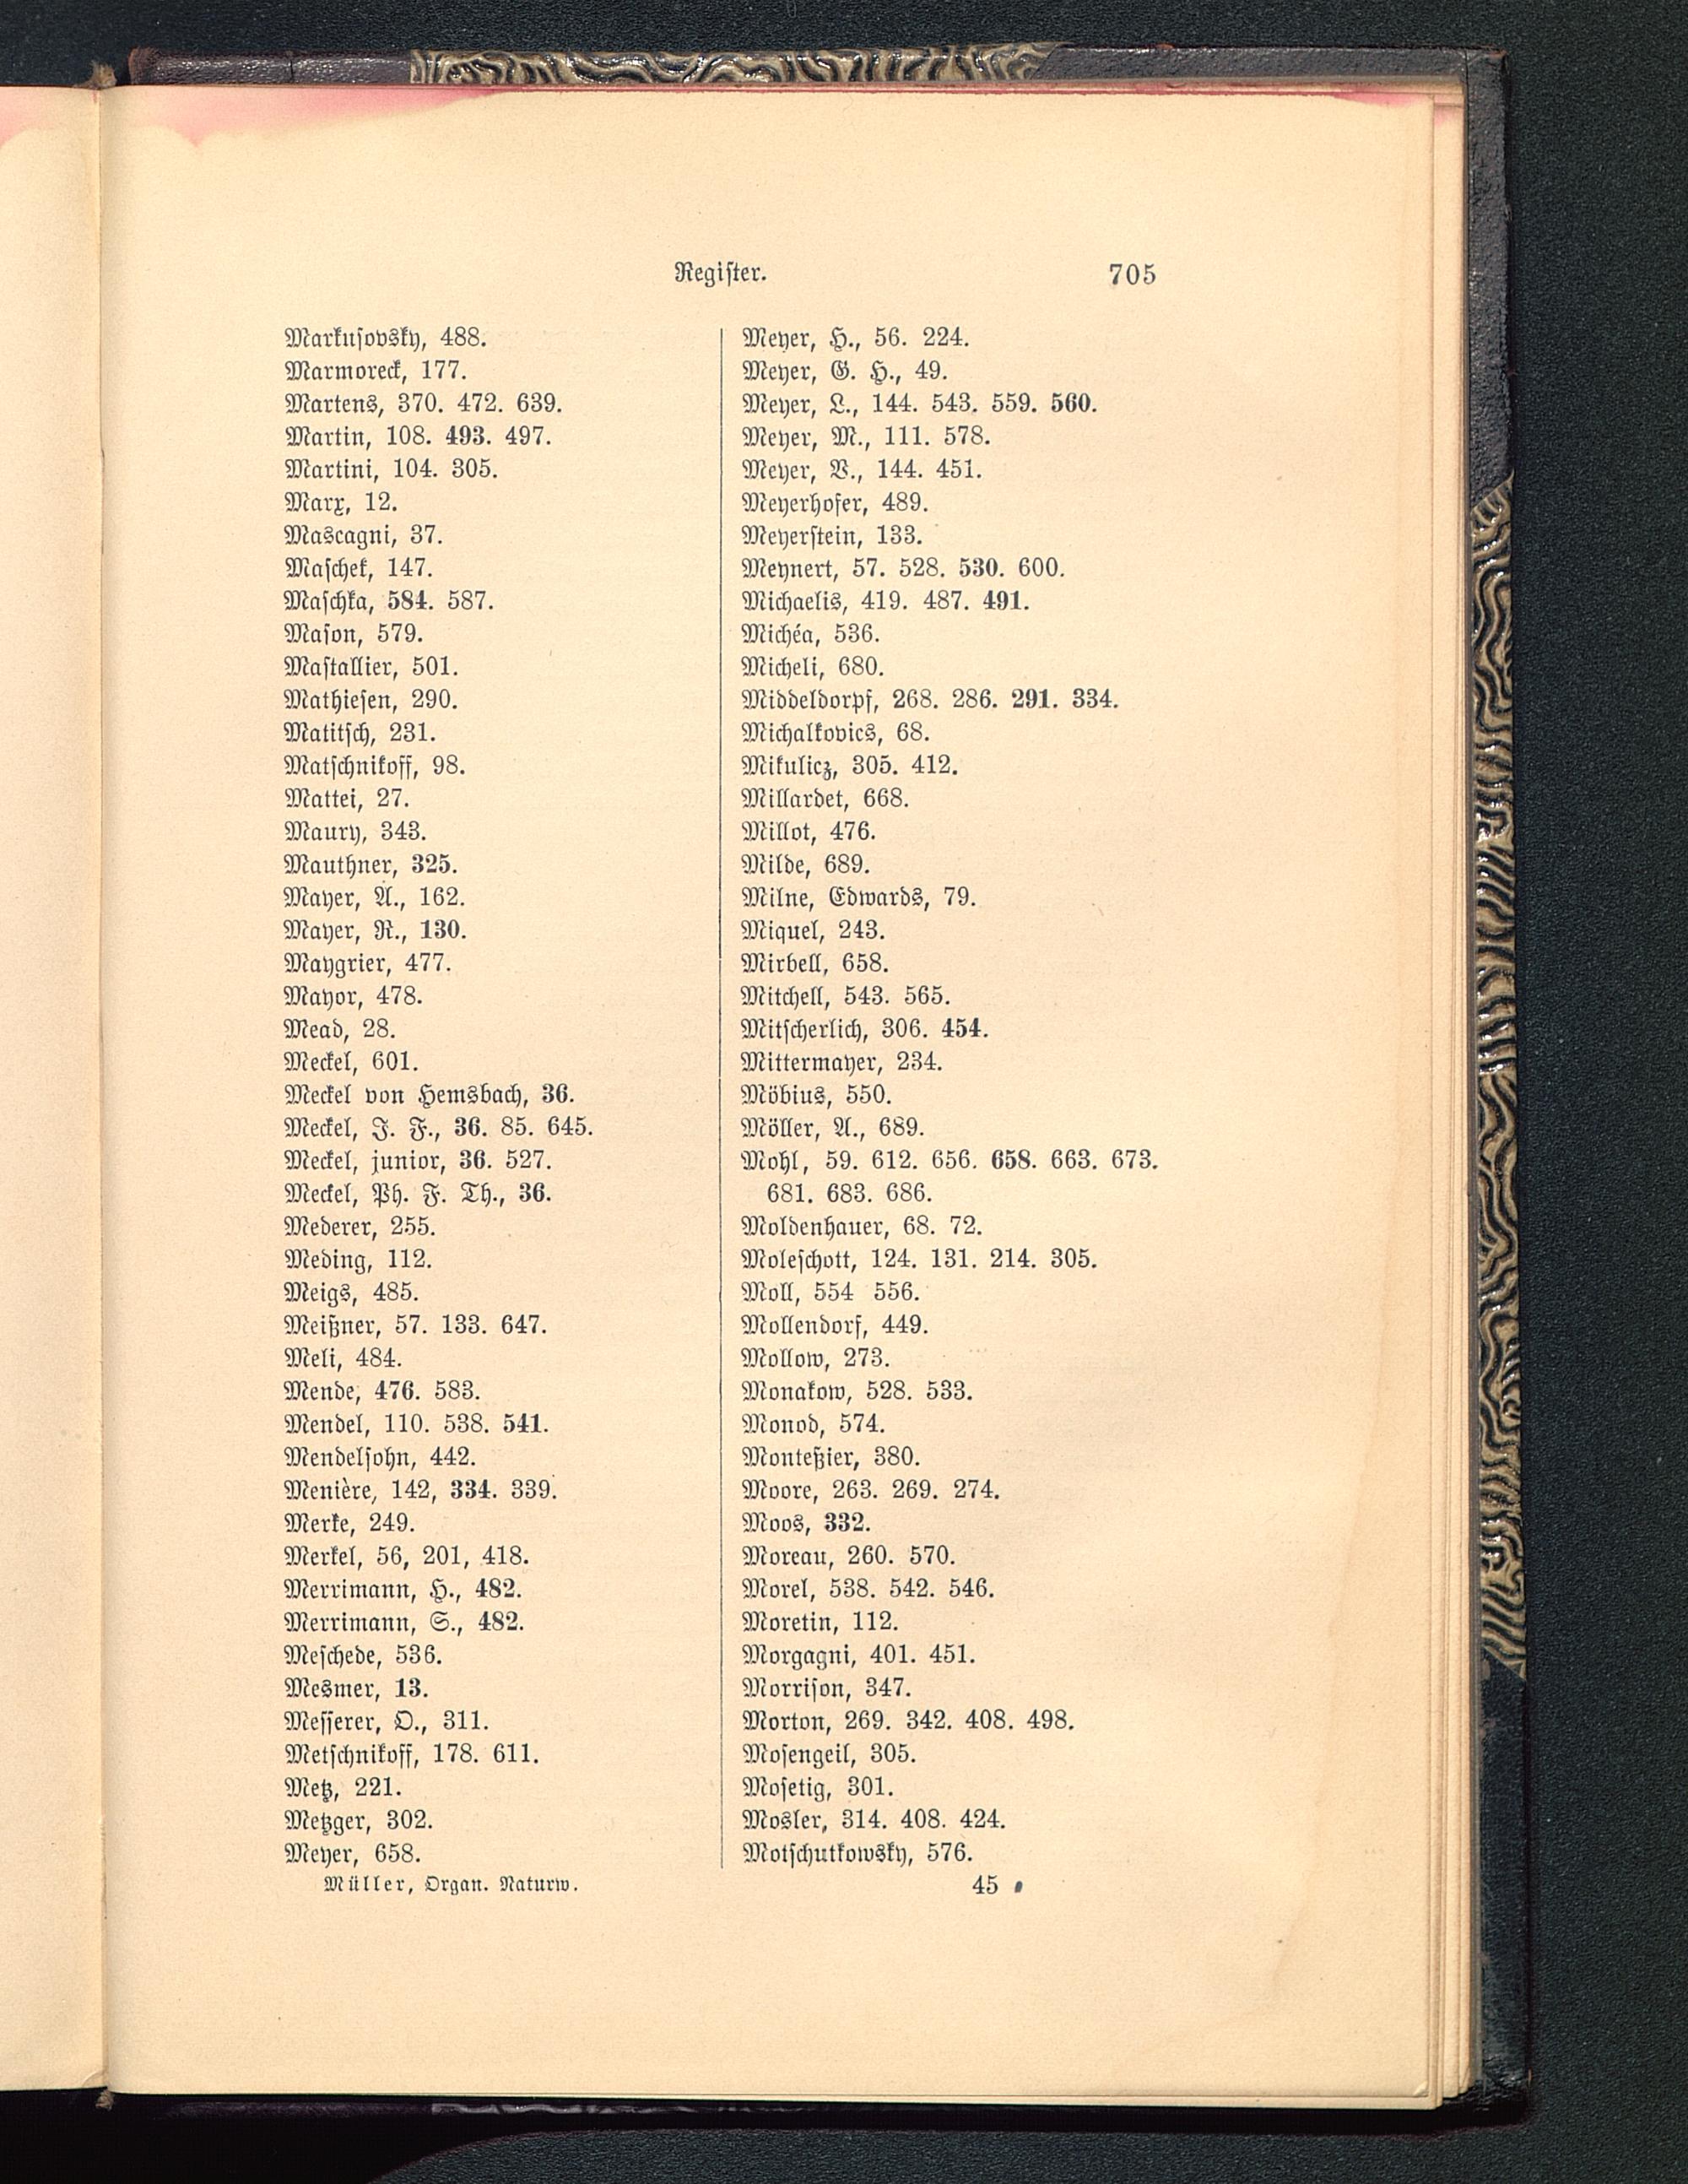 Register.
705
Markusovsky, 488.
Marmoreck, 177.
Martens, 370. 472. 639.
Martin, 108. 493. 497.
Martini, 104. 305.
Marx, 12.
Mascagni, 37.
Maschek, 147.
Maschka, 584. 587.
Mason, 579.
Mastallier, 501.
Mathiesen, 290.
Matitsch, 231.
Matschnikoff, 98.
Mattei, 27.
Maury, 343.
Mauthner, 325.
Mayer, A., 162.
Mayer, R., 130.
Maygrier, 477.
Mayor, 478.
Mead, 28.
Meckel, 601.
Meckel von Hemsbach, 36.
Meckel, J. F., 36. 85. 645.
Meckel, junior, 36. 527.
Meckel, Ph. F. Th., 36.
Mederer, 255.
Meding, 112.
Meigs, 485.
Meißner, 57. 133. 647.
Meli, 484.
Mende, 476. 583.
Mendel, 110. 538. 541.
Mendelsohn, 442.
Menière, 142, 334. 339.
Merke, 249.
Merkel, 56, 201, 418.
Merrimann, H., 482.
Merrimann, S., 482.
Meschede, 536.
Mesmer, 13.
Messerer, O., 311.
Metschnikoff, 178. 611.
Metz, 221.
Metzger, 302.
Meyer, 658.
Meyer, H., 56. 224.
Meyer, G. H., 49.
Meyer, L., 144. 543. 559. 560.
Meyer, M., 111. 578.
Meyer, V., 144. 451.
Meyerhofer, 489.
Meyerstein, 133.
Meynert, 57. 528. 530. 600.
Michaelis, 419. 487. 491.
Michéa, 536.
Micheli, 680.
Middeldorpf, 268. 286. 291. 334.
Michalkovics, 68.
Mikulicz, 305. 412.
Millardet, 668.
Millot, 476.
Milde, 689.
Milne, Edwards, 79.
Miquel, 243.
Mirbell, 658.
Mitchell, 543. 565.
Mitscherlich, 306. 454.
Mittermayer, 234.
Möbius, 550.
Möller, A., 689.
Mohl, 59. 612. 656. 658. 663. 673.
681. 683. 686.
Moldenhauer, 68. 72.
Moleschott, 124. 131. 214. 305.
Moll, 554 556.
Mollendorf, 449.
Mollow, 273.
Monakow, 528. 533.
Monod, 574.
Monteßier, 380.
Moore, 263. 269. 274.
Moos, 332.
Moreau, 260. 570.
Morel, 538. 542. 546.
Moretin, 112.
Morgagni, 401. 451.
Morrison, 347.
Morton, 269. 342. 408. 498.
Mosengeil, 305.
Mosetig, 301.
Mosler, 314. 408. 424.
Motschutkowsky, 576.
Müller, Organ. Naturw.
45